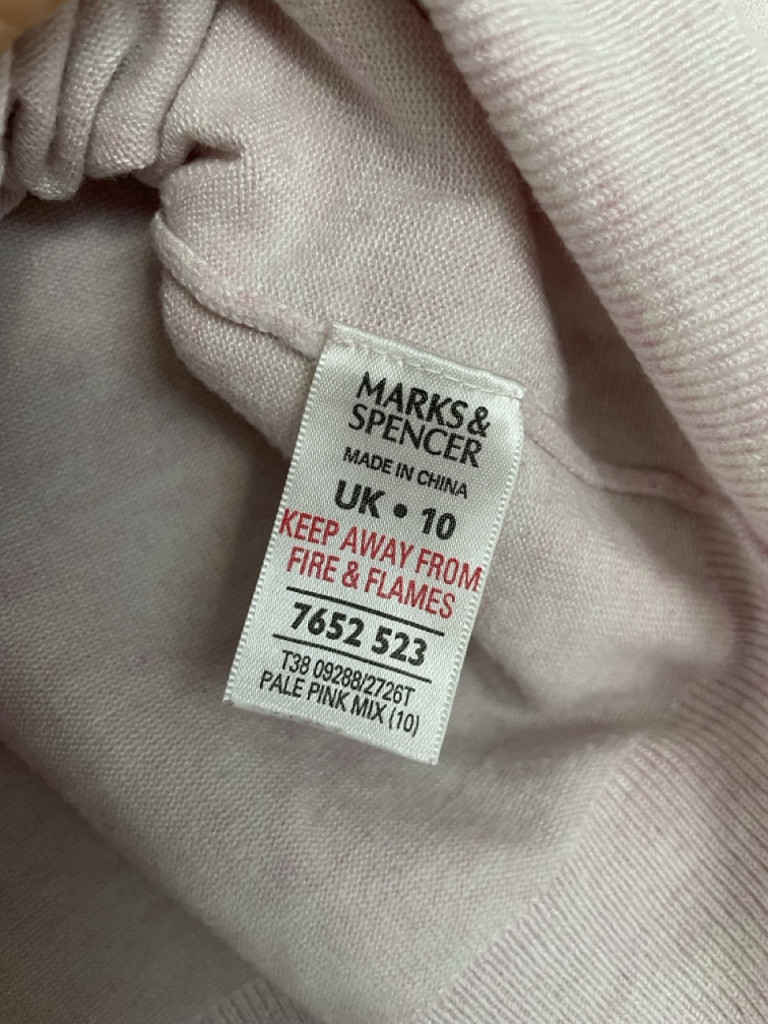 MARKS&
SPENCER
MADE IN CHINA
UK • 10
KEEP AWAY FROM
FIRE & FLAMES
7652 523
T38 09288/2726T
PALE PINK MIX (10)